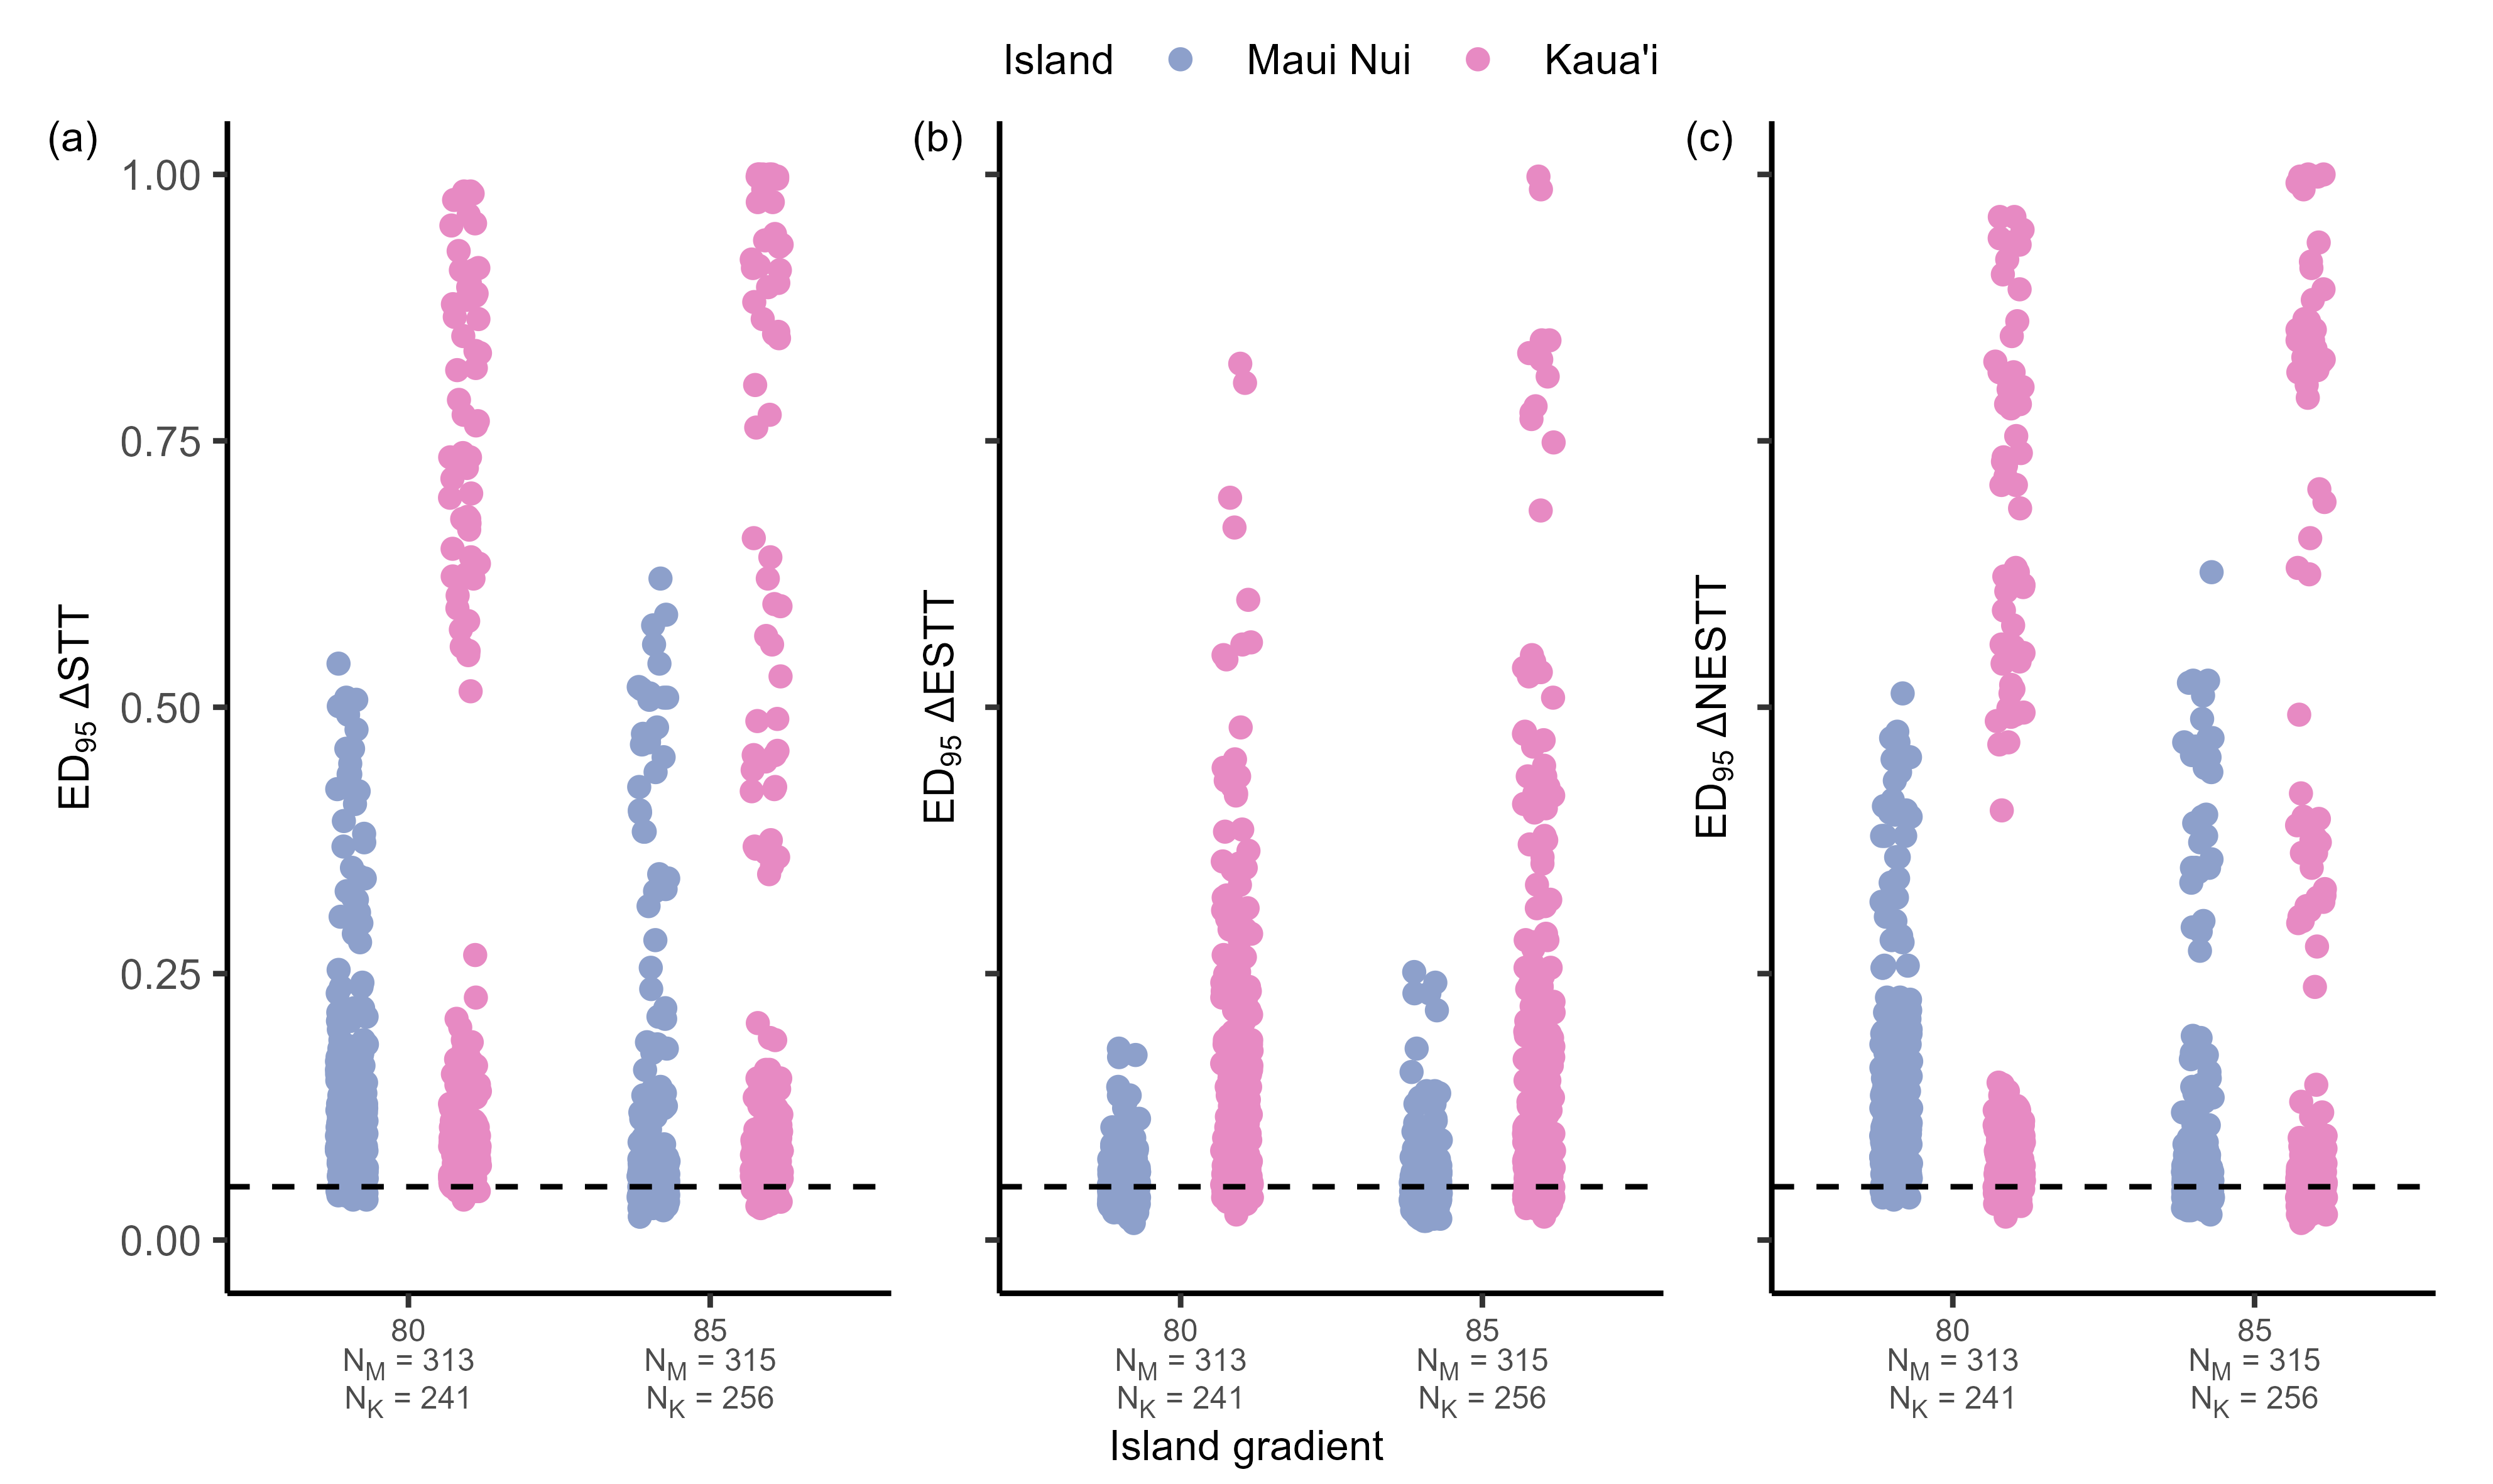 Island Maui Nui Kaua'i
(a)
1.00
0.75
0.50
0.25
0.00
ED95 ΔSTT
80
NM = 313
NK = 241
85
NM = 315
NK = 256
(b)
ED95 ΔESTT
80
NM = 313
NK = 241
85
NM = 315
NK = 256
(c)
ED95 ΔNESTT
80
NM = 313
NK = 241
85
NM = 315
NK = 256
Island gradient